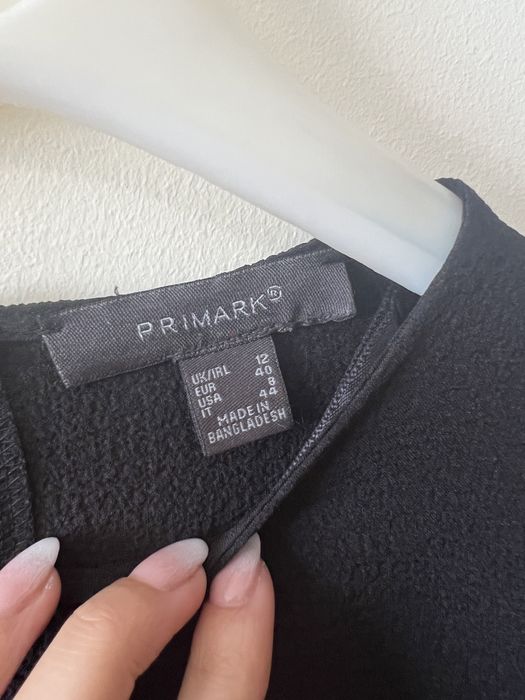 PRIMARK®
UK/IRL 12
EUR 40
USA 8
IT 44
MADE IN
BANGLADESH